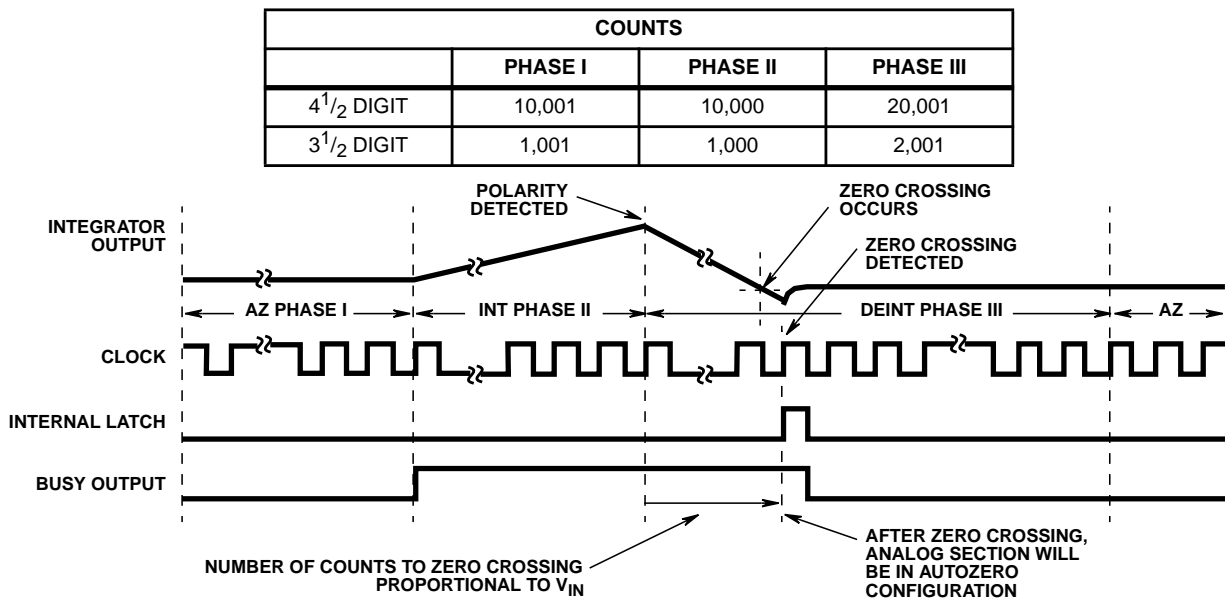 COUNTS
PHASE I PHASE II PHASE III
4 1/2 DIGIT 10,001 10,000 20,001
3 1/2 DIGIT 1,001 1,000 2,001
POLARITY
DETECTED
ZERO CROSSING
OCCURS
INTEGRATOR
OUTPUT
ZERO CROSSING
DETECTED
AZ PHASE I INT PHASE II DEINT PHASE III AZ
CLOCK
INTERNAL LATCH
BUSY OUTPUT
NUMBER OF COUNTS TO ZERO CROSSING
PROPORTIONAL TO VIN
AFTER ZERO CROSSING,
ANALOG SECTION WILL
BE IN AUTOZERO
CONFIGURATION